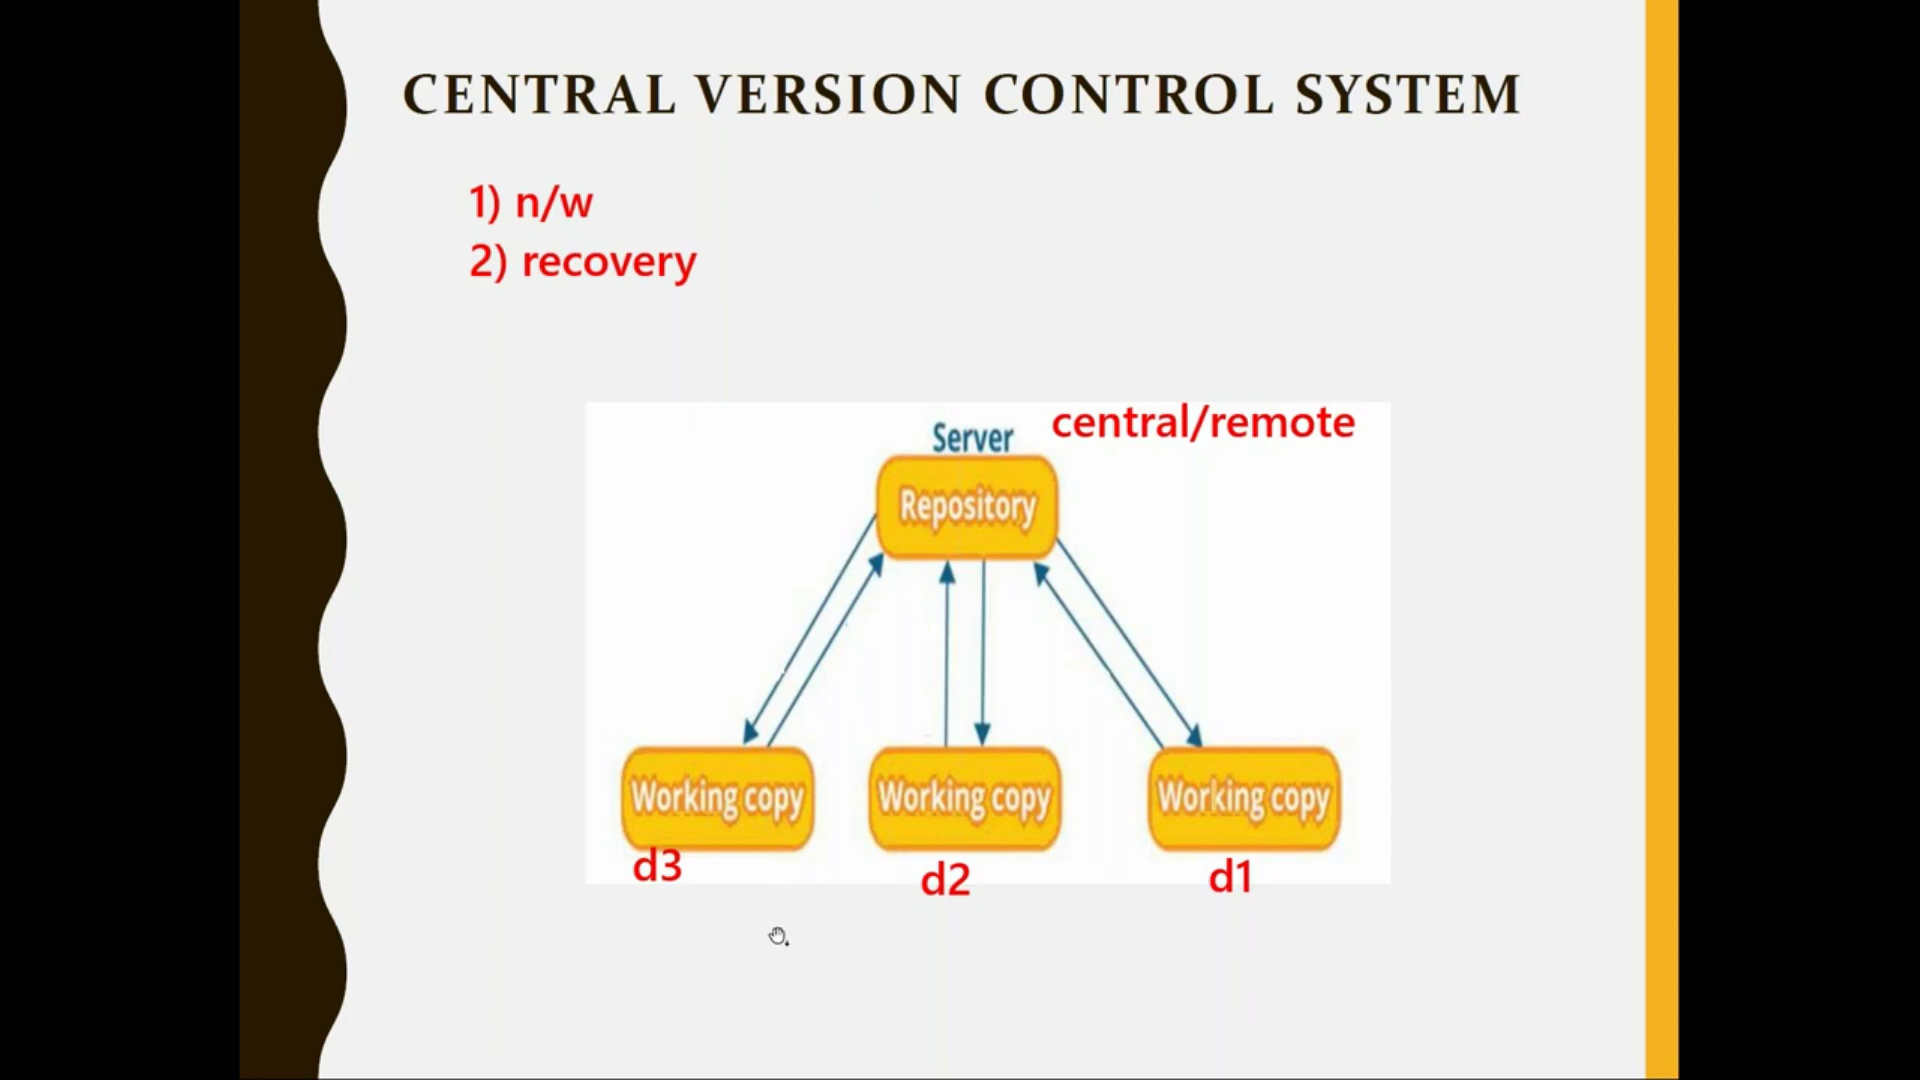 CENTRAL VERSION CONTROL SYSTEM
1) n/w
2) recovery
central/remote
Server
Repository
Working copy Working copy Working copy
d3 d2 d1